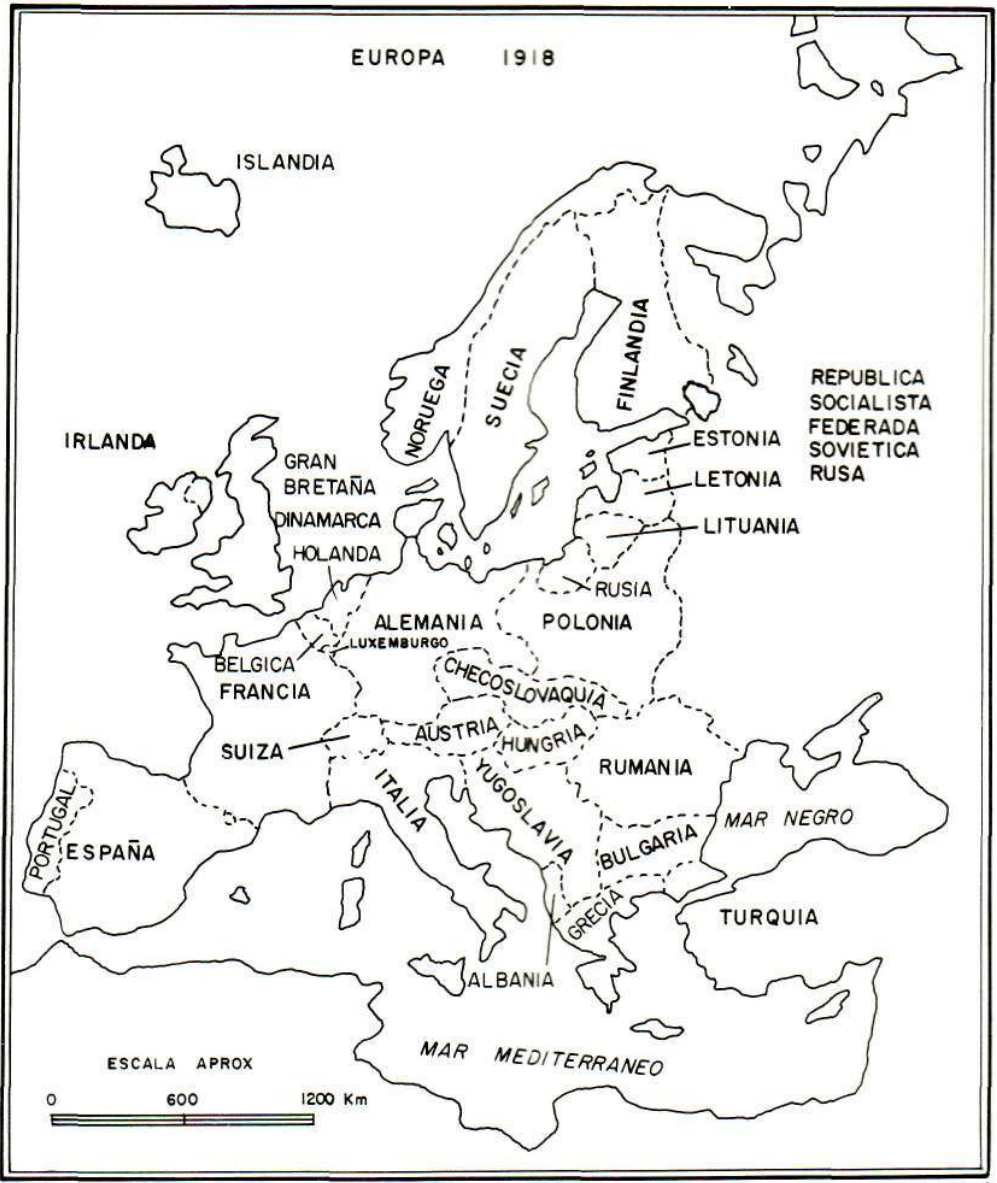 EUROPA 1918
ISLANDIA
NORUEGA
SUECIA
FINLANDIA
REPUBLICA
SOCIALISTA
FEDERADA
SOVIETICA
RUSA
IRLANDA
GRAN
BRETAÑA
ESTONIA
LETONIA
DINAMARCA
LITUANIA
HOLANDA
RUSIA
ALEMANIA
POLONIA
LUXEMBURGO
BELGICA
FRANCIA
CHECOSLOVAQUIA
SUIZA
AUSTRIA
HUNGRIA
RUMANIA
ITALIA
YUGOSLAVIA
MAR NEGRO
PORTUGAL
ESPAÑA
BULGARIA
GRECIA
TURQUIA
ALBANIA
MAR MEDITERRANEO
ESCALA APROX
0 600 1200 Km